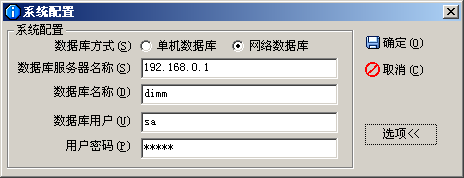 系统配置
系统配置
数据库方式(S) 单机数据库 网络数据库
数据库服务器名称(S) 192.168.0.1
数据库名称(D) dimm
数据库用户(U) sa
用户密码(P) *****
确定(O)
取消(C)
选项<<